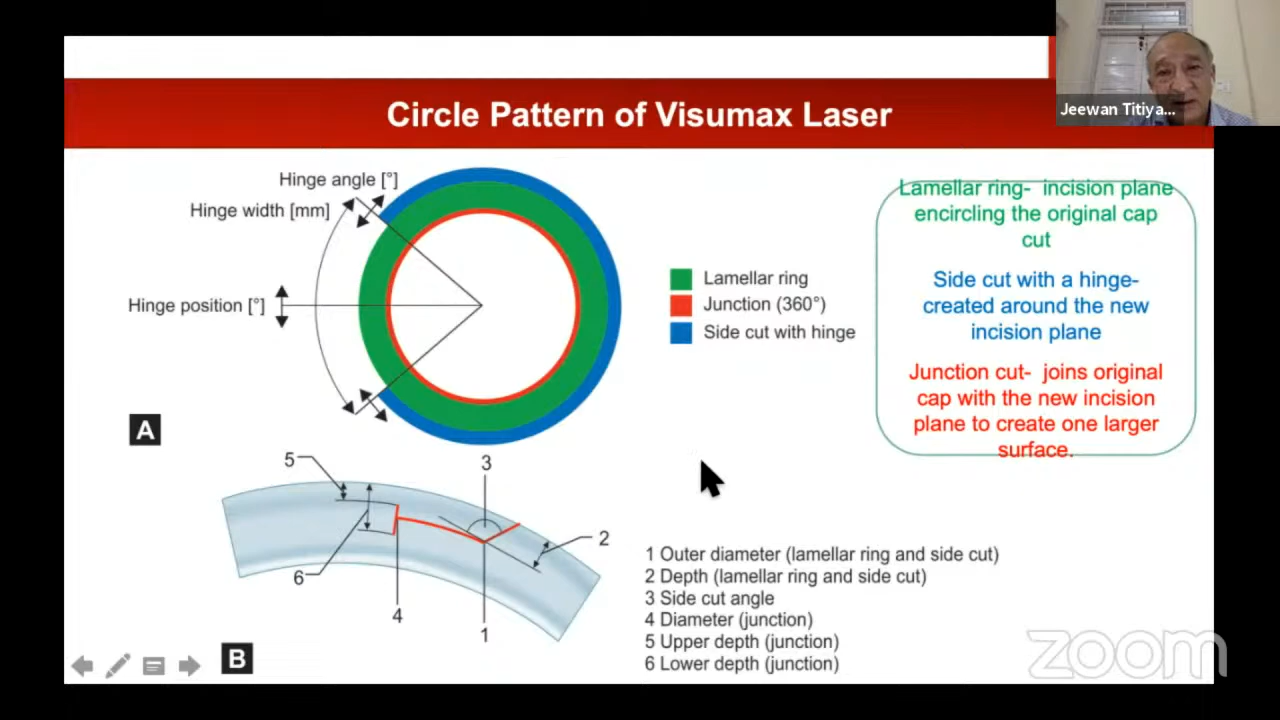 Jeewan Titiya...
Circle Pattern of Visumax Laser
Hinge angle [°]
Hinge width [mm]
Hinge position [°]
Lamellar ring
Junction (360°)
Side cut with hinge
Lamellar ring- incision plane
encircling the original cap
cut
Side cut with a hinge-
created around the new
incision plane
Junction cut- joins original
cap with the new incision
plane to create one larger
surface.
A
5
3
2
6
4
1
B
1 Outer diameter (lamellar ring and side cut)
2 Depth (lamellar ring and side cut)
3 Side cut angle
4 Diameter (junction)
5 Upper depth (junction)
6 Lower depth (junction)
zoom